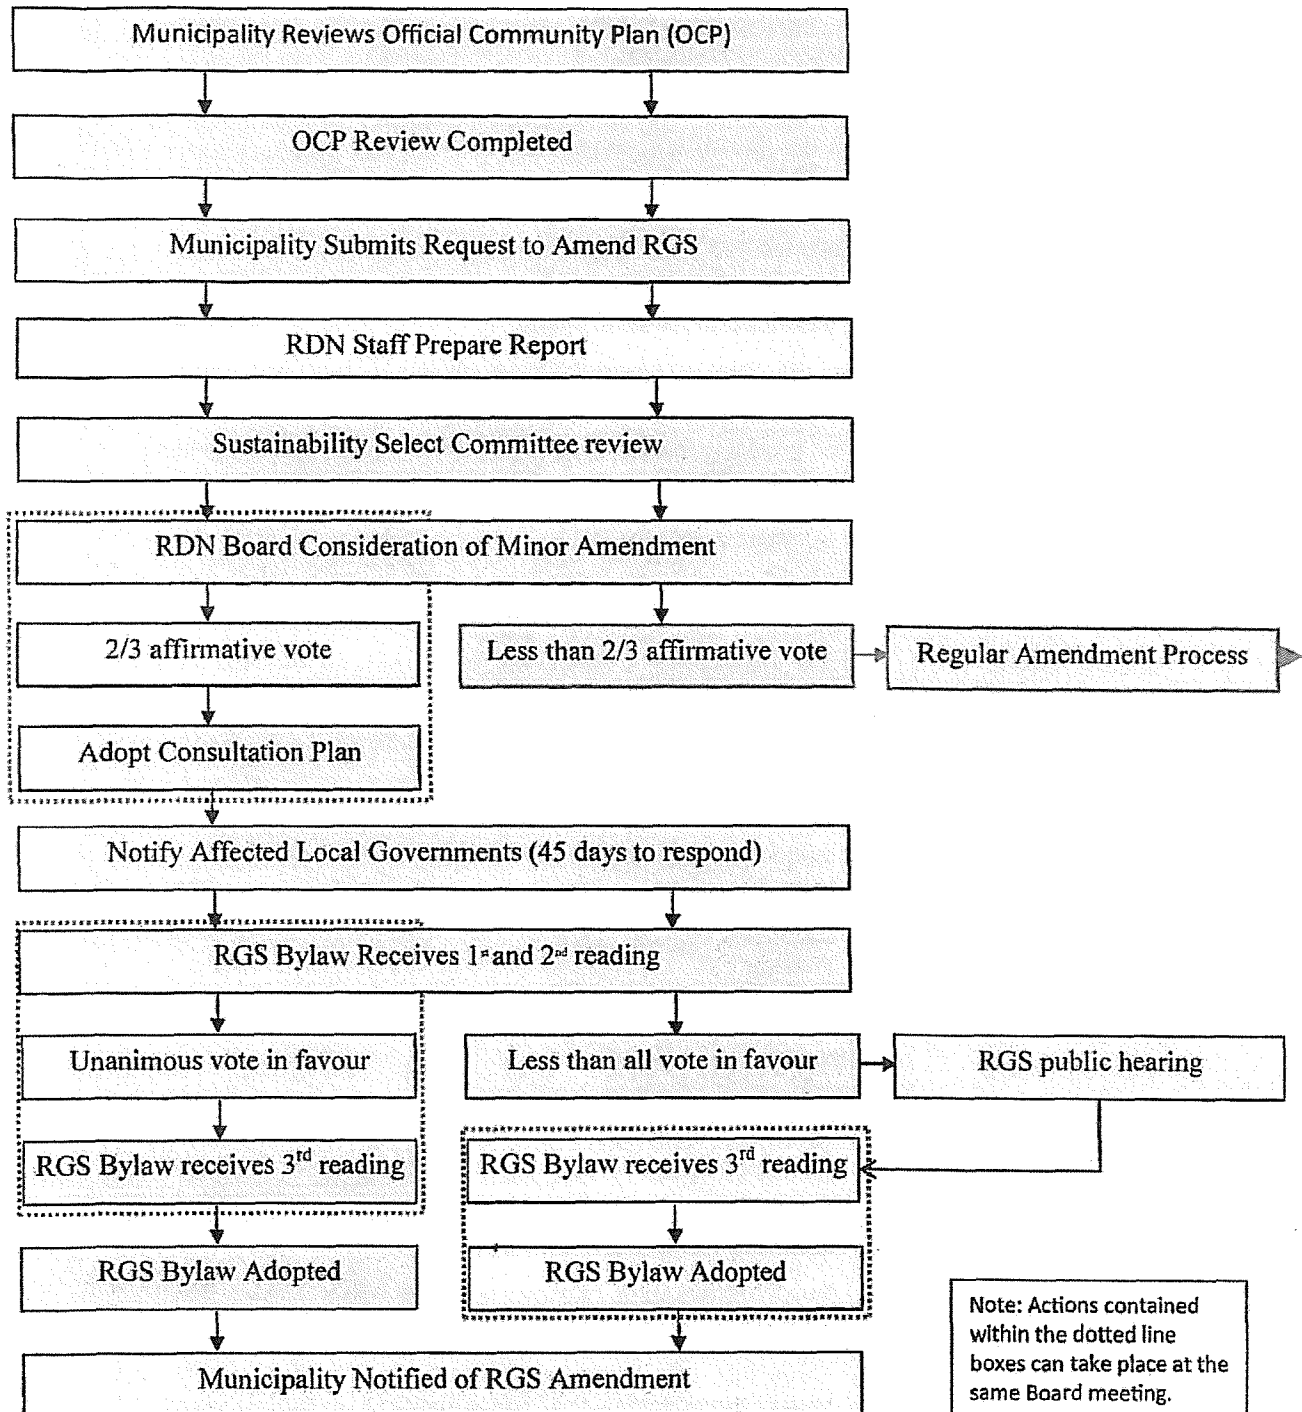 Municipality Reviews Official Community Plan (OCP)
OCP Review Completed
Municipality Submits Request to Amend RGS
RDN Staff Prepare Report
Sustainability Select Committee review
RDN Board Consideration of Minor Amendment
2/3 affirmative vote
Less than 2/3 affirmative vote
Regular Amendment Process
Adopt Consultation Plan
Notify Affected Local Governments (45 days to respond)
RGS Bylaw Receives 1st and 2nd reading
Unanimous vote in favour
Less than all vote in favour
RGS public hearing
RGS Bylaw receives 3rd reading
RGS Bylaw receives 3rd reading
RGS Bylaw Adopted
RGS Bylaw Adopted
Municipality Notified of RGS Amendment
Note: Actions contained
within the dotted line
boxes can take place at the
same Board meeting.